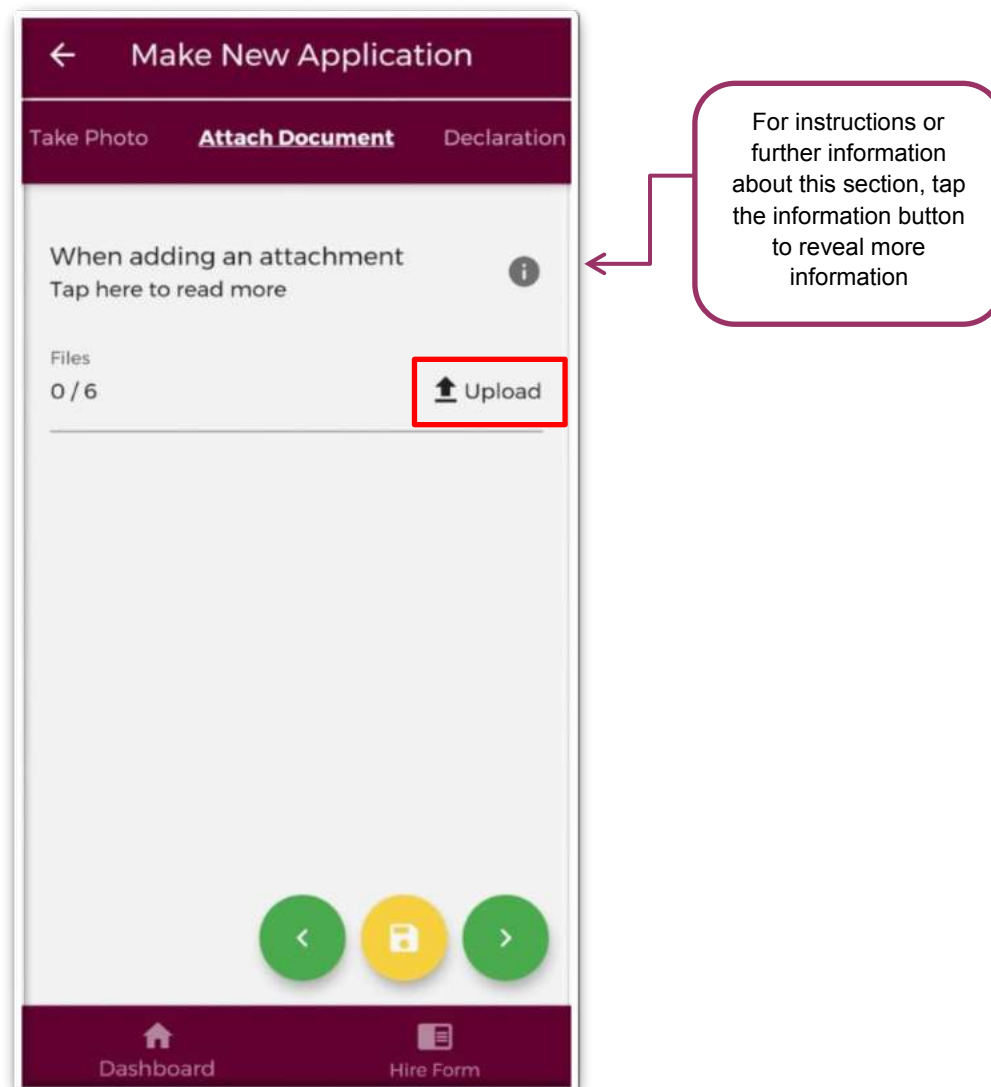 Make New Application
Take Photo Attach Document Declaration
For instructions or
further information
about this section, tap
the information button
to reveal more
information
When adding an attachment
Tap here to read more
Files
0 / 6
Upload
Dashboard Hire Form